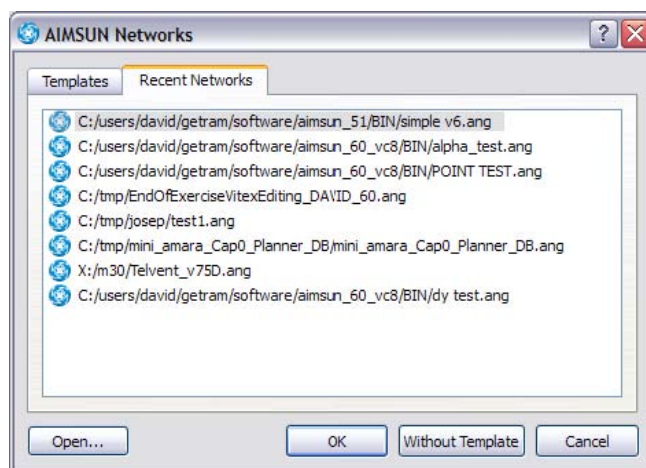 AIMSUN Networks
Templates
Recent Networks
C:/users/david/getram/software/aimsun_51/BIN/simple v6.ang
C:/users/david/getram/software/aimsun_60_vc8/BIN/alpha_test.ang
C:/users/david/getram/software/aimsun_60_vc8/BIN/POINT TEST.ang
C:/tmp/EndOfExerciseVitexEditing_DAVID_60.ang
C:/tmp/josep/test1.ang
C:/tmp/mini_amara_Cap0_Planner_DB/mini_amara_Cap0_Planner_DB.ang
X:/m30/Telvent_v75D.ang
C:/users/david/getram/software/aimsun_60_vc8/BIN/dy test.ang
Open...
OK
Without Template
Cancel